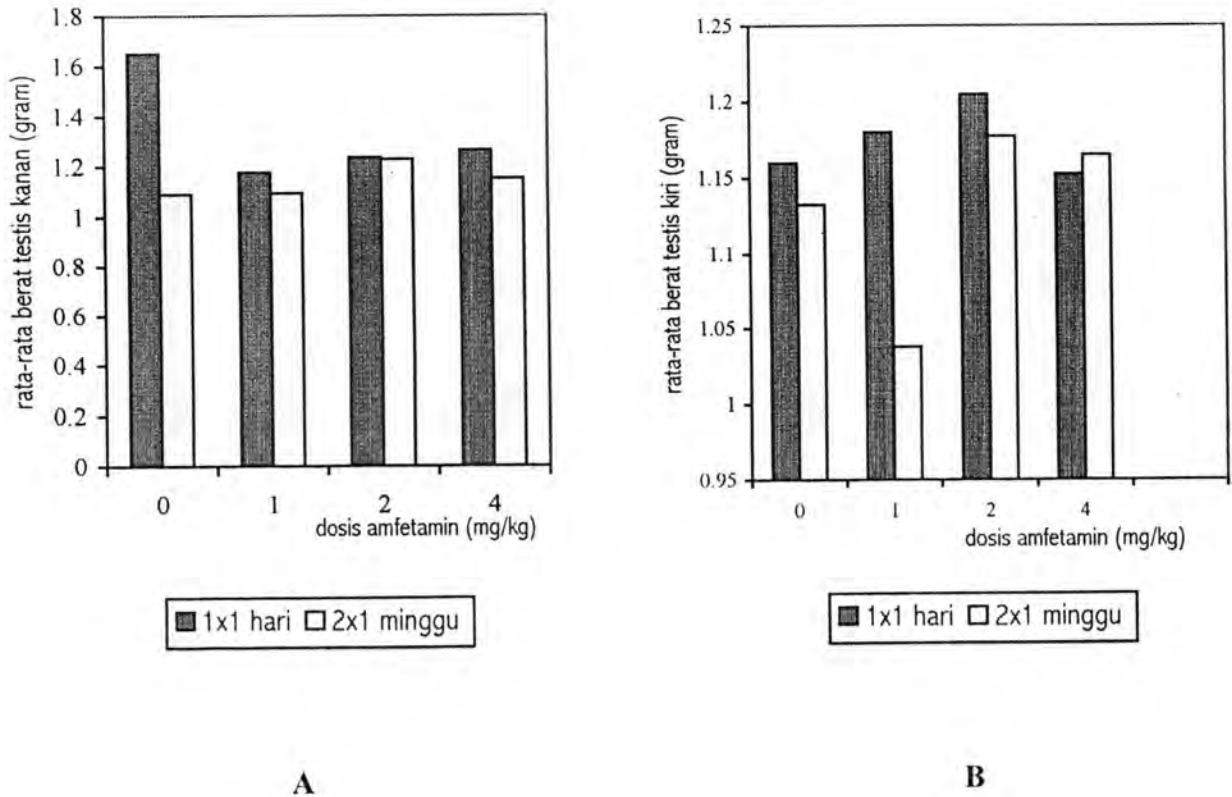 1.8
1.6
1.4
1.2
1
0.8
0.6
0.4
0.2
0
rata-rata berat testis kanan (gram)
0 1 2 4
dosis amfetamin (mg/kg)
1x1 hari 2x1 minggu
A
1.25
1.2
1.15
1.1
1.05
1
0.95
rata-rata berat testis kiri (gram)
0 1 2 4
dosis amfetamin (mg/kg)
1x1 hari 2x1 minggu
B